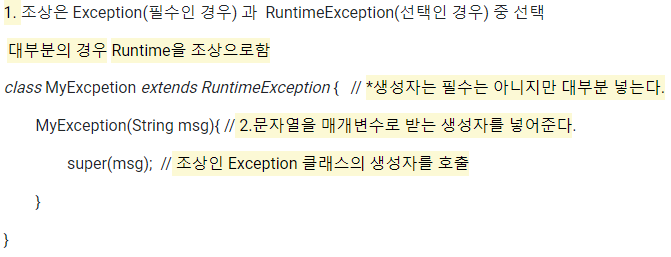 1. 조상은 Exception(필수인 경우) 과  RuntimeException(선택인 경우) 중 선택
대부분의 경우 Runtime을 조상으로함
class MyExcpetion extends RuntimeException {   // *생성자는 필수는 아니지만 대부분 넣는다.
MyException(String msg){ // 2.문자열을 매개변수로 받는 생성자를 넣어준다.
super(msg);  // 조상인 Exception 클래스의 생성자를 호출
}
}